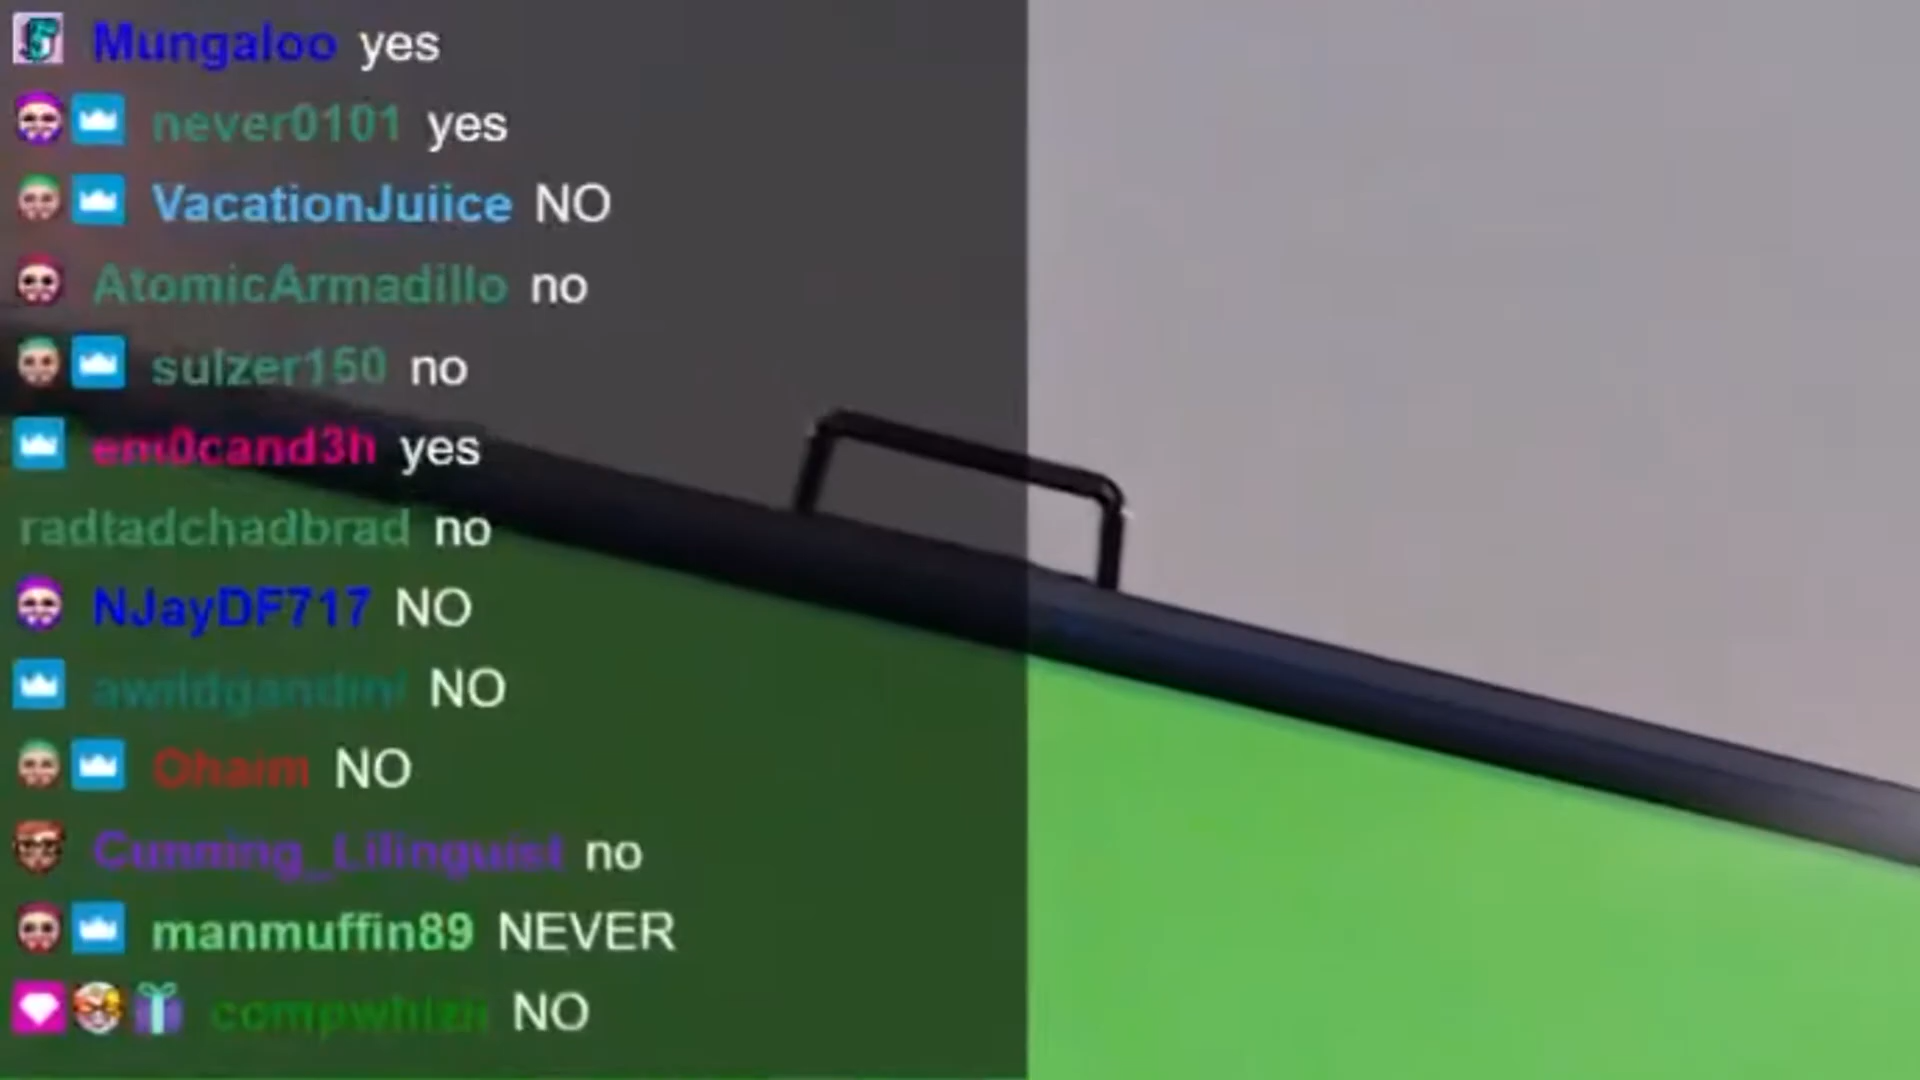 Mungaloo yes
never0101 yes
VacationJuiice NO
AtomicArmadillo no
sulzer150 no
em0cand3h yes
radtadchadbrad no
NJayDF717 NO
NO
Ohaim NO
Cunning_Lilinguist no
manmuffin89 NEVER
NO